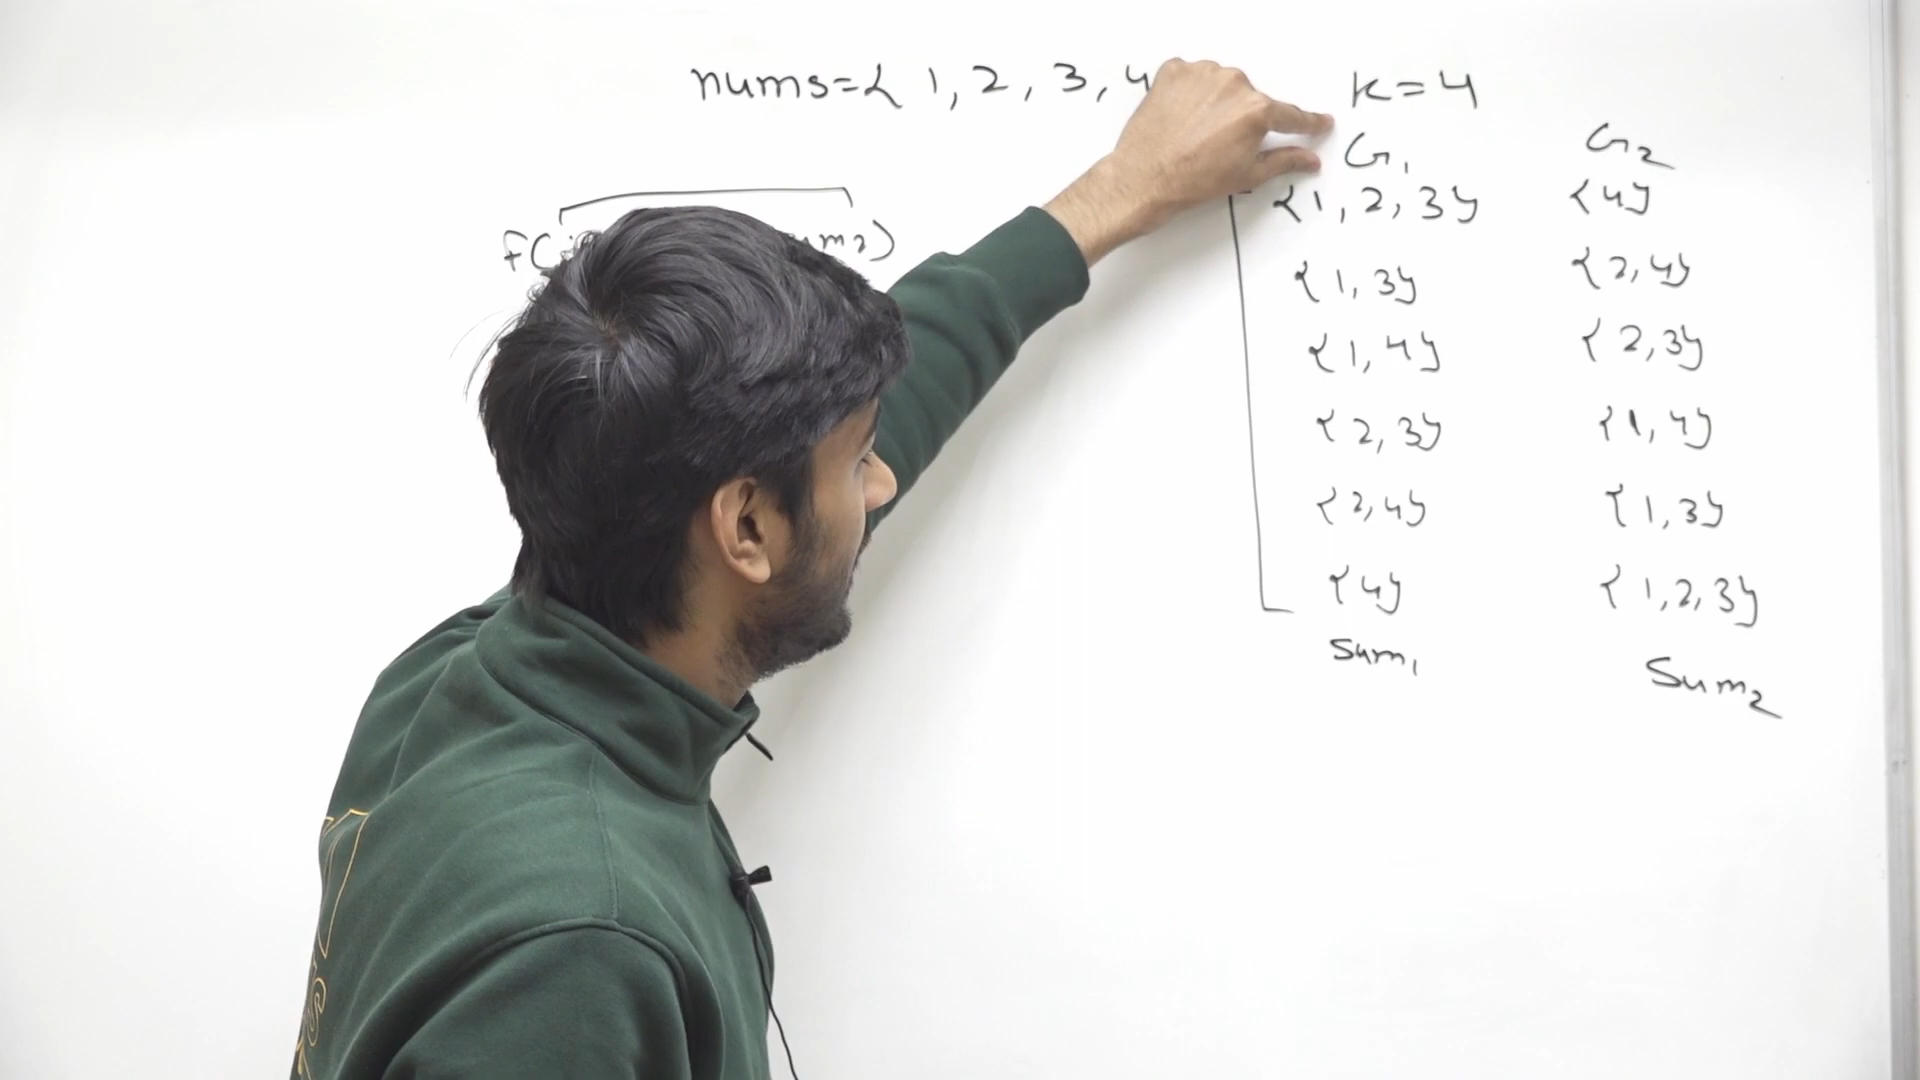 nums={ 1, 2, 3, 4
k=4
G1 G2
{1, 2, 3} {4}
{1, 3} {2,4}
{1, 4} {2,3}
{2, 3} {1,4}
{2,4} {1,3}
{4} {1,2,3}
Sum1 Sum2
f( m2)